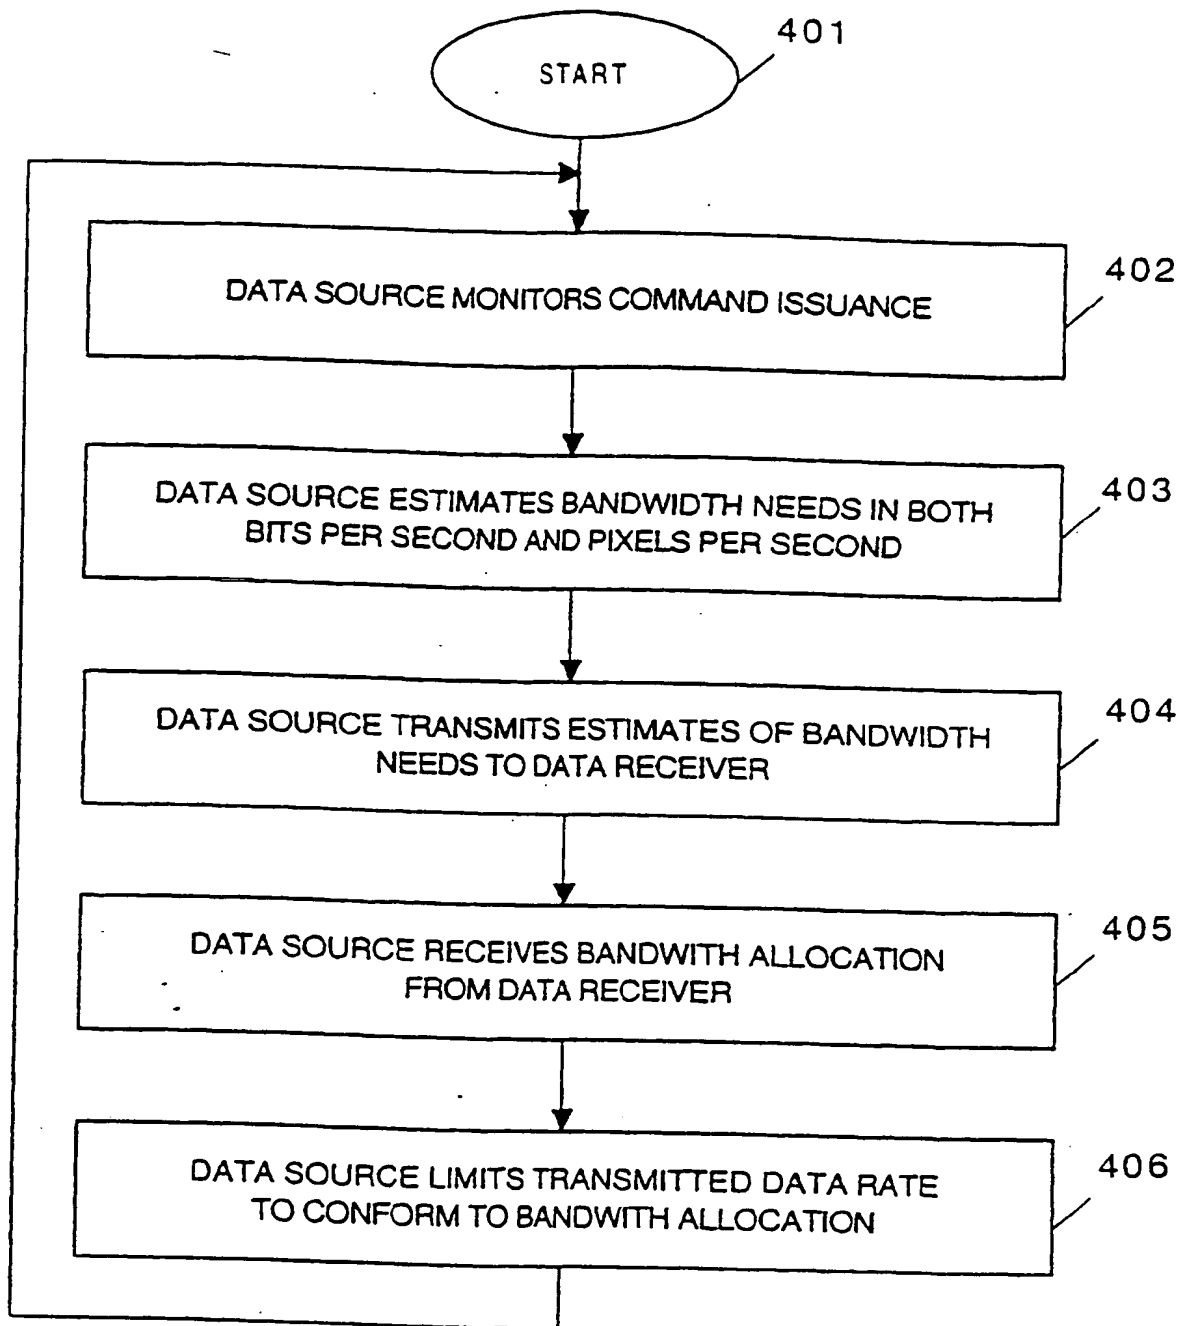 401
START
402
DATA SOURCE MONITORS COMMAND ISSUANCE
403
DATA SOURCE ESTIMATES BANDWIDTH NEEDS IN BOTH
BITS PER SECOND AND PIXELS PER SECOND
404
DATA SOURCE TRANSMITS ESTIMATES OF BANDWIDTH
NEEDS TO DATA RECEIVER
405
DATA SOURCE RECEIVES BANDWITH ALLOCATION
FROM DATA RECEIVER
406
DATA SOURCE LIMITS TRANSMITTED DATA RATE
TO CONFORM TO BANDWITH ALLOCATION